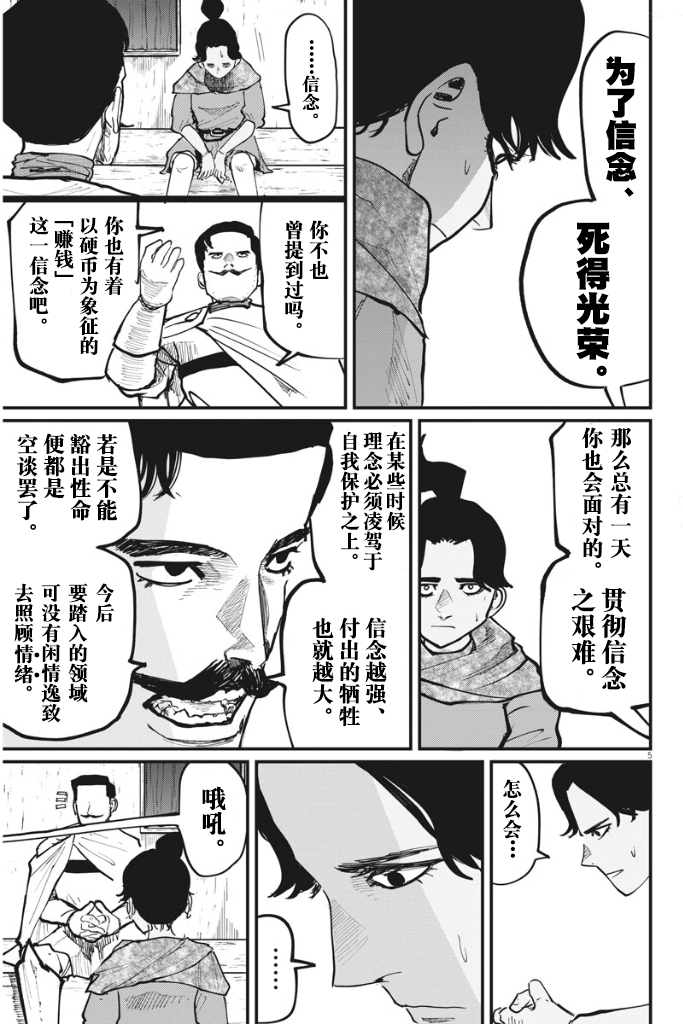 为了信念、
死得光荣。
……信念。
你不也
曾提到过吗。
你也有着
以硬币为象征的
「赚钱」
这一信念吧。
那么总有一天
你也会面对的。
贯彻信念
之艰难。
在某些时候
理念必须凌驾于
自我保护之上。
信念越强、
付出的牺牲
也就越大。
若是不能
豁出性命
便都是
空谈罢了。
今后
要踏入的领域
可没有闲情逸致
去照顾情绪。
5
怎么会…
……
哦吼。